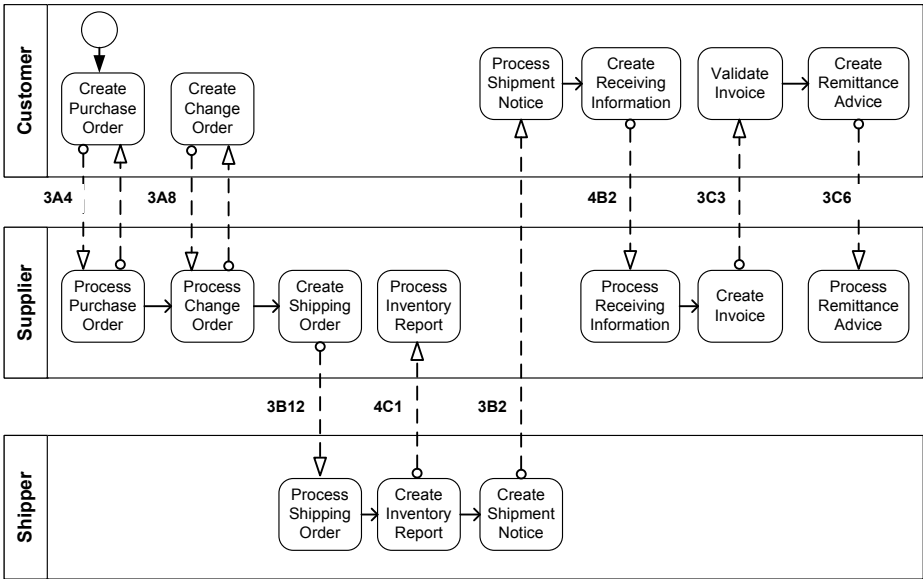 Customer
Create
Purchase
Order
Create
Change
Order
Process
Shipment
Notice
Create
Receiving
Information
Validate
Invoice
Create
Remittance
Advice
3A4
3A8
4B2
3C3
3C6
Supplier
Process
Purchase
Order
Process
Change
Order
Create
Shipping
Order
Process
Inventory
Report
Process
Receiving
Information
Create
Invoice
Process
Remittance
Advice
3B12
4C1
3B2
Shipper
Process
Shipping
Order
Create
Inventory
Report
Create
Shipment
Notice